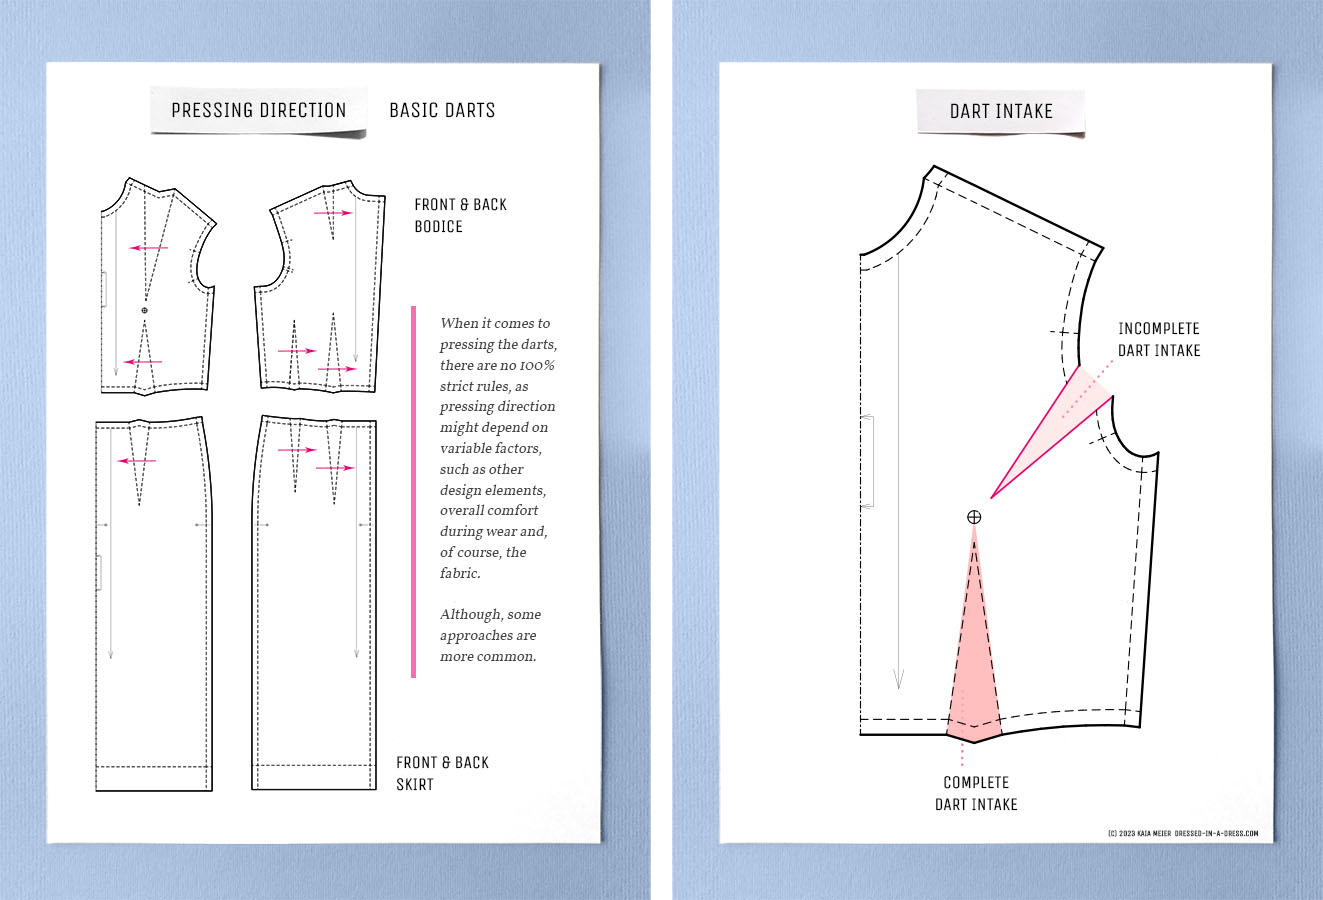 PRESSING DIRECTION BASIC DARTS
FRONT & BACK
BODICE
When it comes to
pressing the darts,
there are no 100%
strict rules, as
pressing direction
might depend on
variable factors,
such as other
design elements,
overall comfort
during wear and,
of course, the
fabric.
Although, some
approaches are
more common.
FRONT & BACK
SKIRT
DART INTAKE
INCOMPLETE
DART INTAKE
COMPLETE
DART INTAKE
(C) 2023 KAIA MEIER DRESSED-IN-A-DRESS.COM